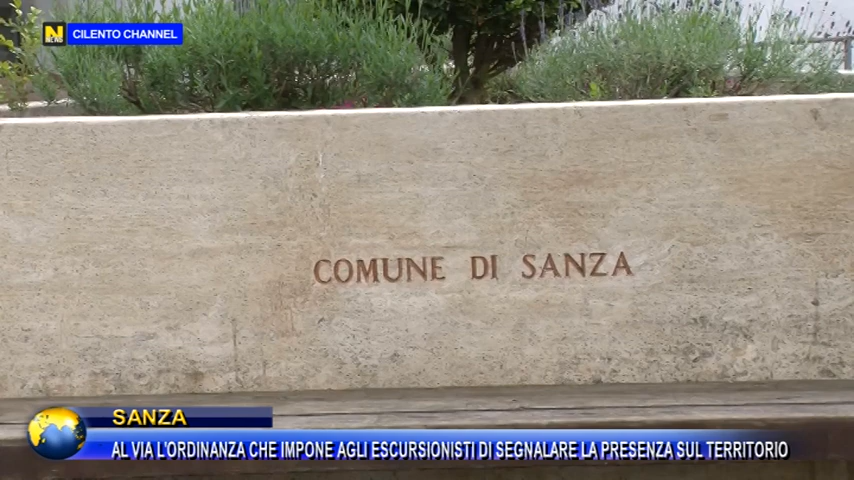 N
NEWS
CILENTO CHANNEL
COMUNE DI SANZA
SANZA
AL VIA L'ORDINANZA CHE IMPONE AGLI ESCURSIONISTI DI SEGNALARE LA PRESENZA SUL TERRITORIO